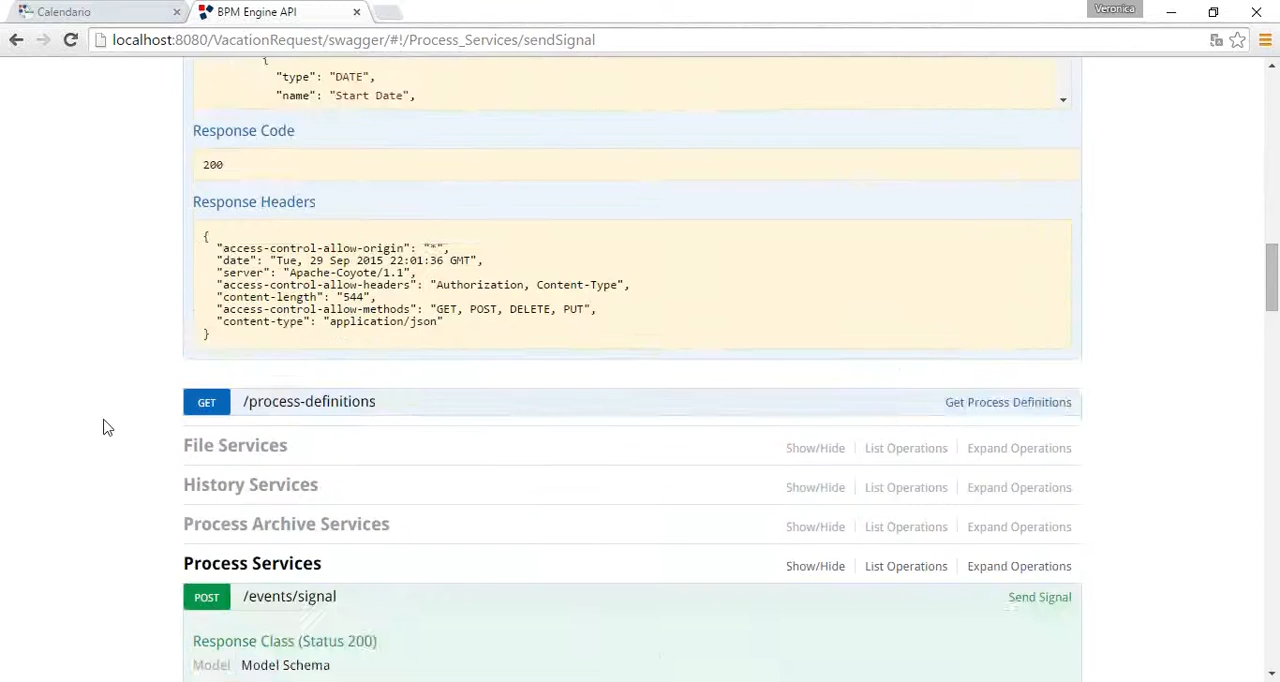 Calendario
BPM Engine API
Veronica
localhost:8080/VacationRequest/swagger/#!/Process_Services/sendSignal
{
"type": "DATE",
"name": "Start Date",
Response Code
200
Response Headers
{
"access-control-allow-origin": "*",
"date": "Tue, 29 Sep 2015 22:01:36 GMT",
"server": "Apache-Coyote/1.1",
"access-control-allow-headers": "Authorization, Content-Type",
"content-length": "544",
"access-control-allow-methods": "GET, POST, DELETE, PUT",
"content-type": "application/json"
}
GET /process-definitions Get Process Definitions
File Services Show/Hide List Operations Expand Operations
History Services Show/Hide List Operations Expand Operations
Process Archive Services Show/Hide List Operations Expand Operations
Process Services Show/Hide List Operations Expand Operations
POST /events/signal Send Signal
Response Class (Status 200)
Model Model Schema